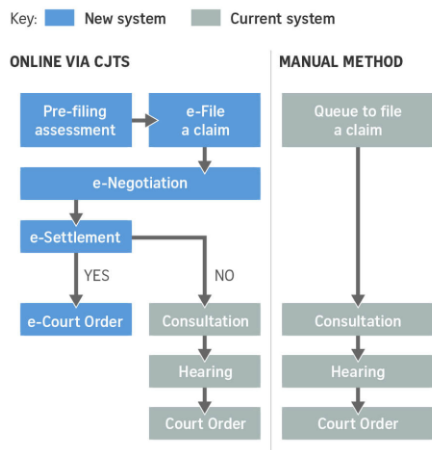 Key: New system Current system
ONLINE VIA CJTS
Pre-filing
assessment
e-File
a claim
e-Negotiation
e-Settlement
YES
NO
e-Court Order
Consultation
Hearing
Court Order
MANUAL METHOD
Queue to file
a claim
Consultation
Hearing
Court Order